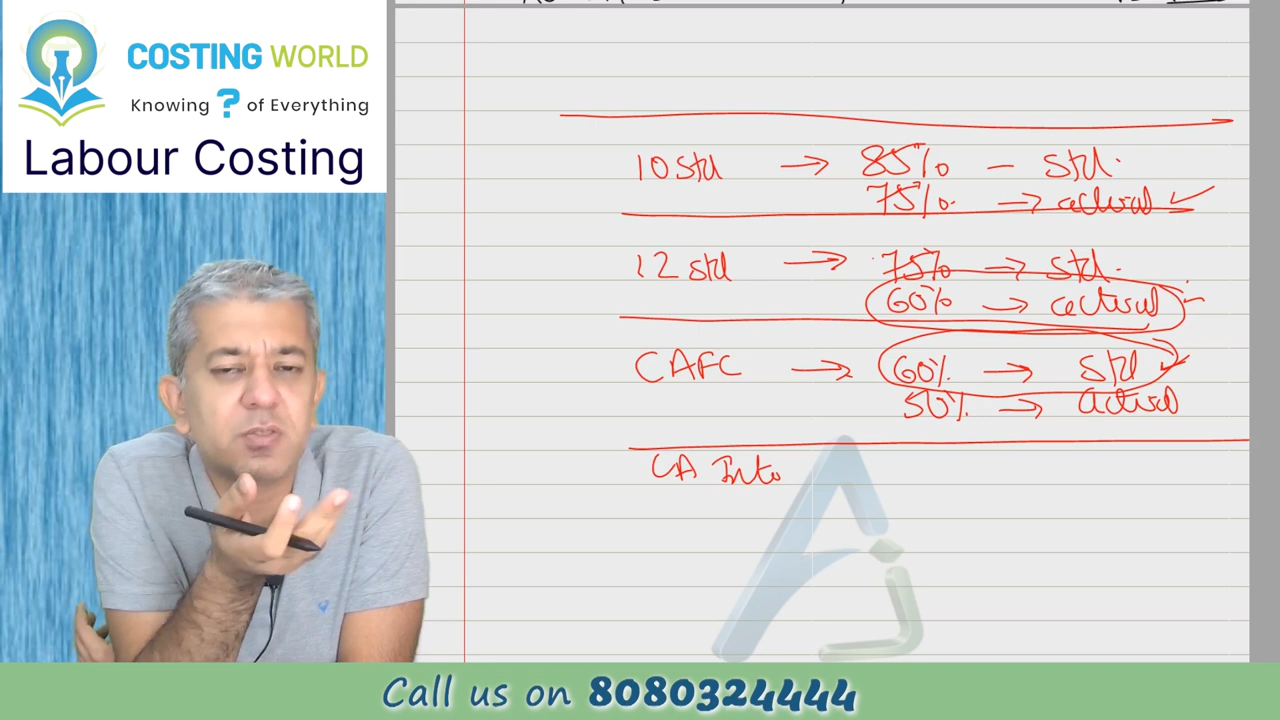 COSTING WORLD
Knowing ? of Everything
Labour Costing
10 Std → 85% – Std.
75% → actual ✓
12 Std → 75% → Std.
60% → actual
CAFC → 60% → Std
50% → actual
CA Inte
Call us on 8080324444